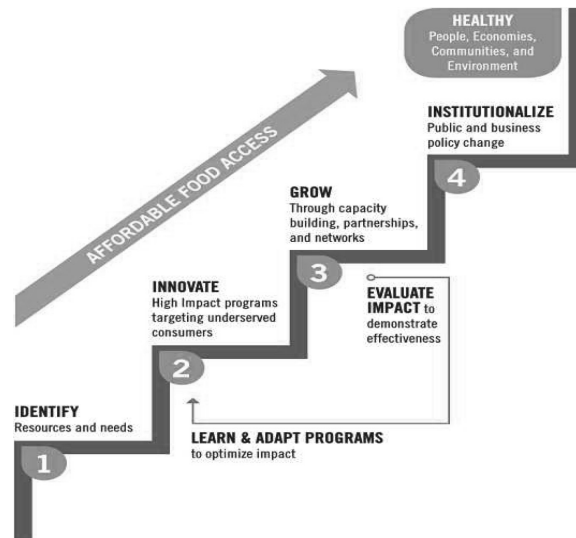 HEALTHY
People, Economies,
Communities, and
Environment
INSTITUTIONALIZE
Public and business
policy change
4
AFFORDABLE FOOD ACCESS
GROW
Through capacity
building, partnerships,
and networks
3
EVALUATE
IMPACT to
demonstrate
effectiveness
INNOVATE
High Impact programs
targeting underserved
consumers
2
IDENTIFY
Resources and needs
1
LEARN & ADAPT PROGRAMS
to optimize impact